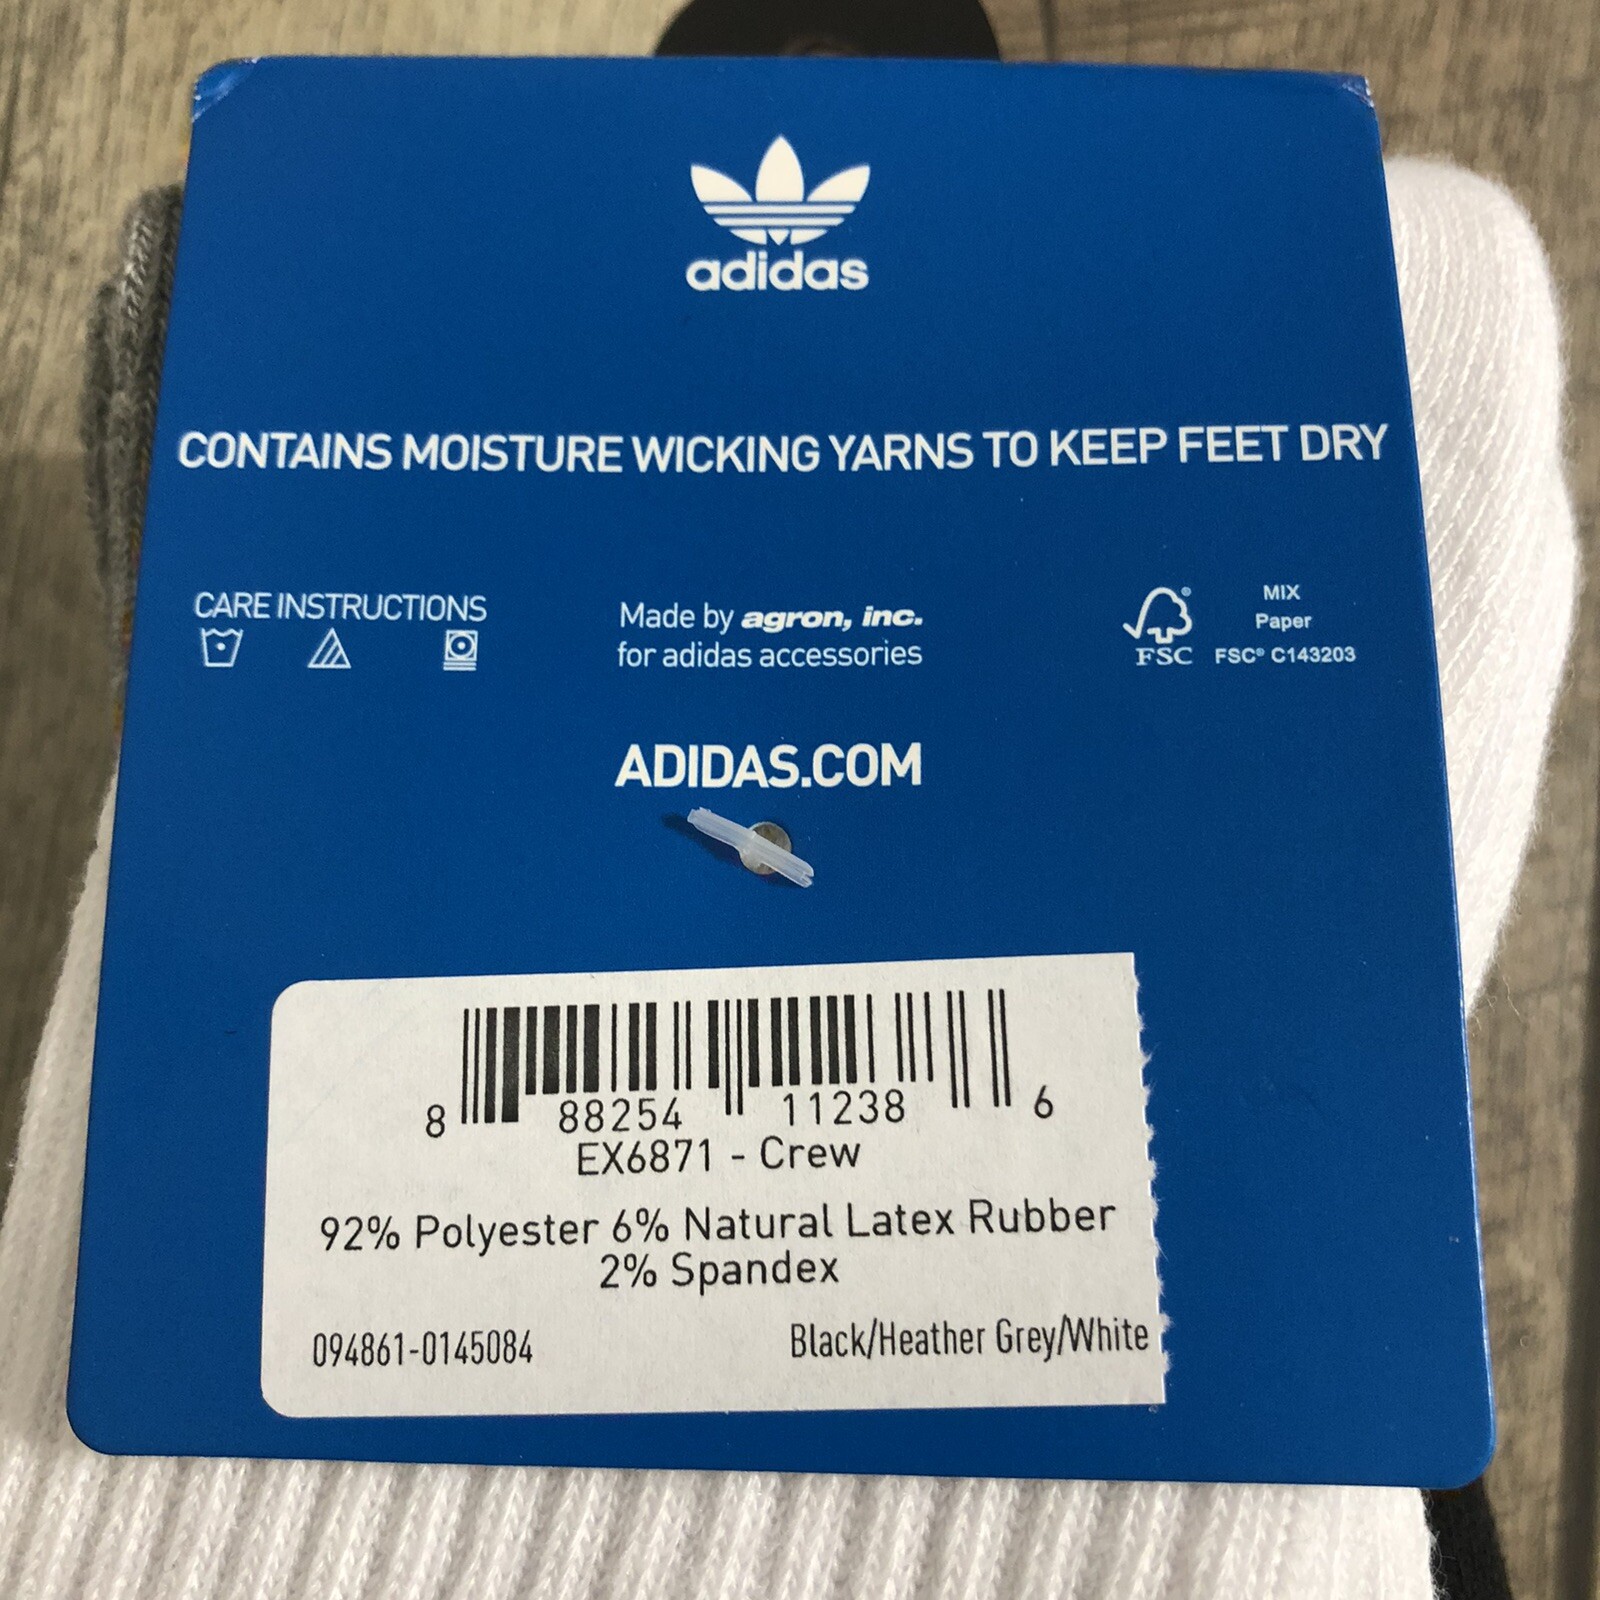 adidas
CONTAINS MOISTURE WICKING YARNS TO KEEP FEET DRY
CARE INSTRUCTIONS
Made by agron, inc.
for adidas accessories
FSC
MIX
Paper
FSC® C143203
ADIDAS.COM
8 88254 11238 6
EX6871 - Crew
92% Polyester 6% Natural Latex Rubber
2% Spandex
094861-0145084
Black/Heather Grey/White